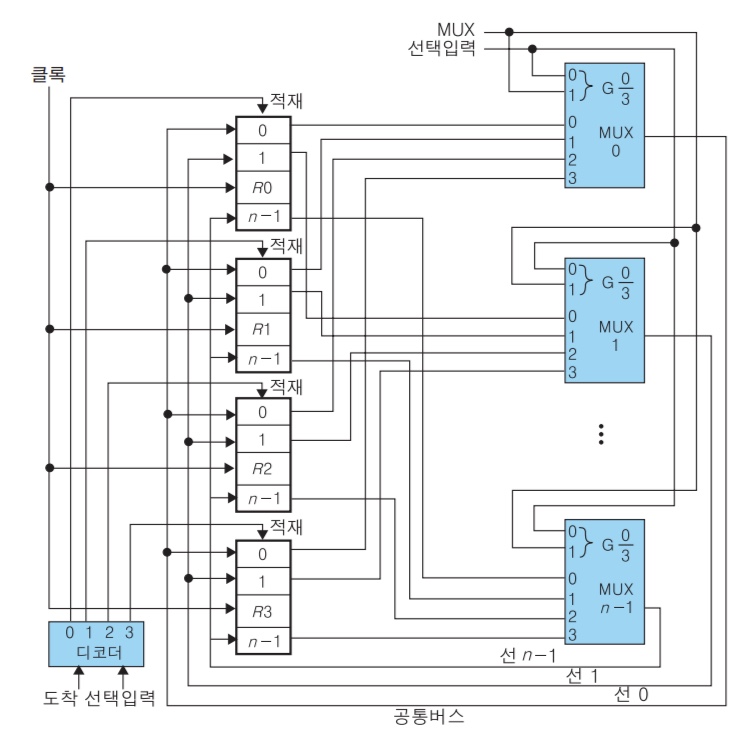 MUX
선택입력
클록
적재
0
1
R0
n-1
적재
0
1
R1
n-1
적재
0
1
R2
n-1
적재
0
1
R3
n-1
0
1
} G 0/3
0
1
2
3
MUX
0
0
1
} G 0/3
0
1
2
3
MUX
1
⋮
0
1
} G 0/3
0
1
2
3
MUX
n-1
0 1 2 3
디코더
도착 선택입력
선 n-1
선 1
선 0
공통버스